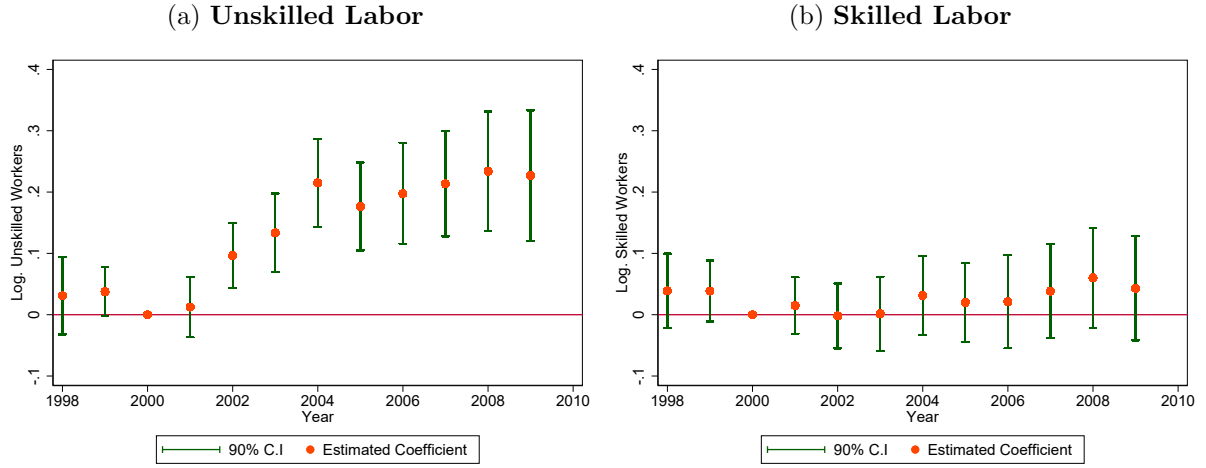 (a) Unskilled Labor
Log. Unskilled Workers
.4
.3
.2
.1
0
-.1
1998 2000 2002 2004 2006 2008 2010
Year
90% C.I Estimated Coefficient
(b) Skilled Labor
Log. Skilled Workers
.4
.3
.2
.1
0
-.1
1998 2000 2002 2004 2006 2008 2010
Year
90% C.I Estimated Coefficient